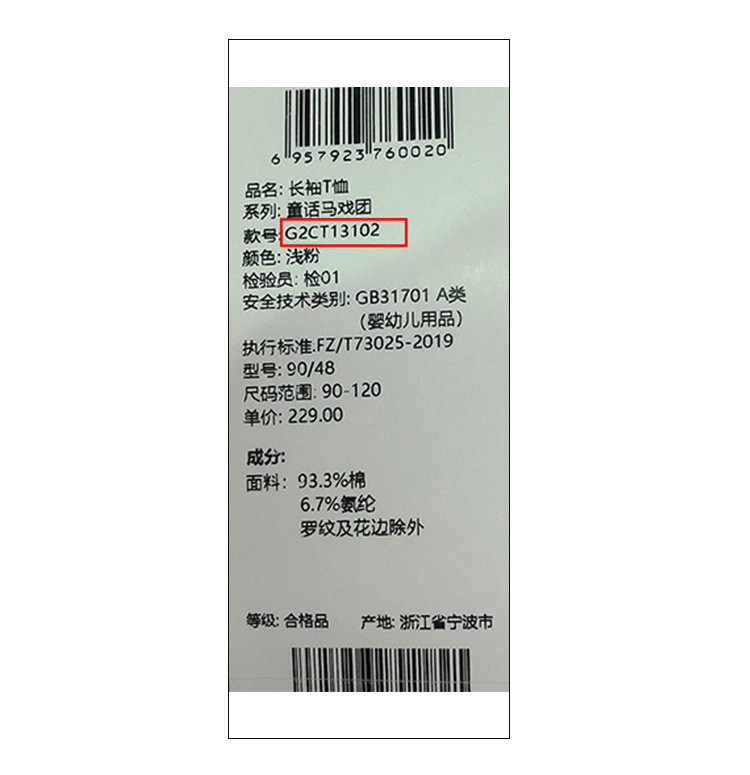 6 957923 760020
品名: 长袖T恤
系列: 童话马戏团
款号: G2CT13102
颜色: 浅粉
检验员: 检01
安全技术类别: GB31701 A类
（婴幼儿用品）
执行标准:FZ/T73025-2019
型号: 90/48
尺码范围: 90-120
单价: 229.00
成分:
面料: 93.3%棉
6.7%氨纶
罗纹及花边除外
等级: 合格品 产地: 浙江省宁波市